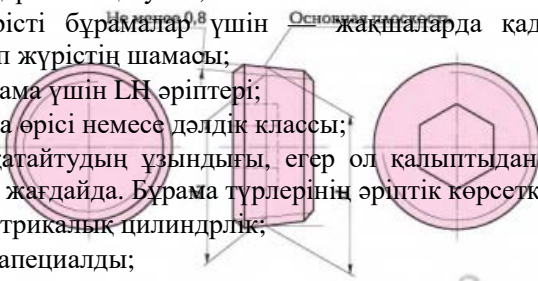 Не менее 0,8 Основная плоскость
рісті бұрамалар үшін – жақшаларда қад
п жүрістің шамасы;
ама үшін LH әріптері;
а өрісі немесе дәлдік классы;
қатайтудың ұзындығы, егер ол қалыптыдан
жағдайда. Бұрама түрлерінің әріптік көрсетк
трикалық цилиндрлік;
апециалды;